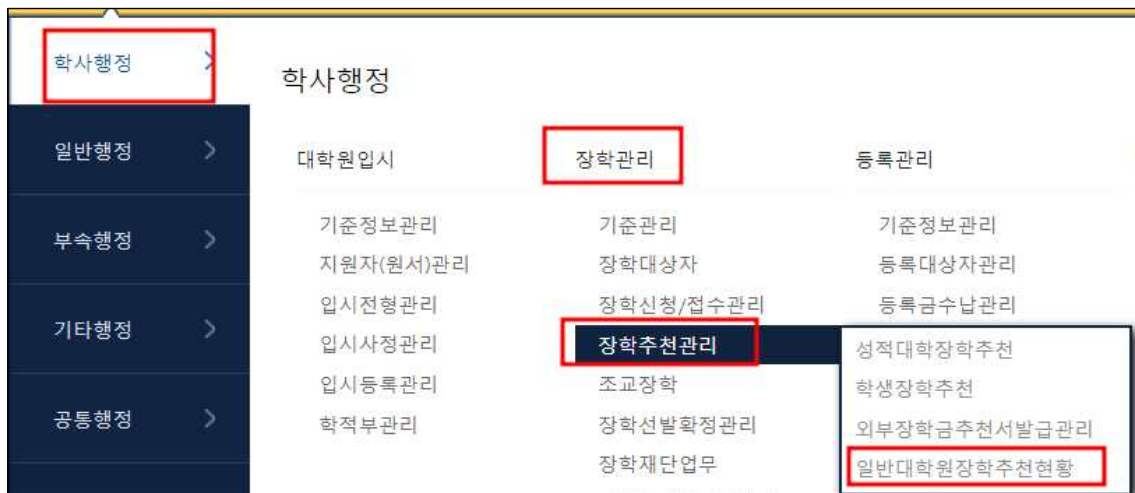 학사행정
일반행정
부속행정
기타행정
공통행정
학사행정
대학원입시
기준정보관리
지원자(원서)관리
입시전형관리
입시사정관리
입시등록관리
학적부관리
장학관리
기준관리
장학대상자
장학신청/접수관리
장학추천관리
조교장학
장학선발확정관리
장학재단업무
등록관리
기준정보관리
등록대상자관리
등록금수납관리
성적대학장학추천
학생장학추천
외부장학금추천서발급관리
일반대학원장학추천현황